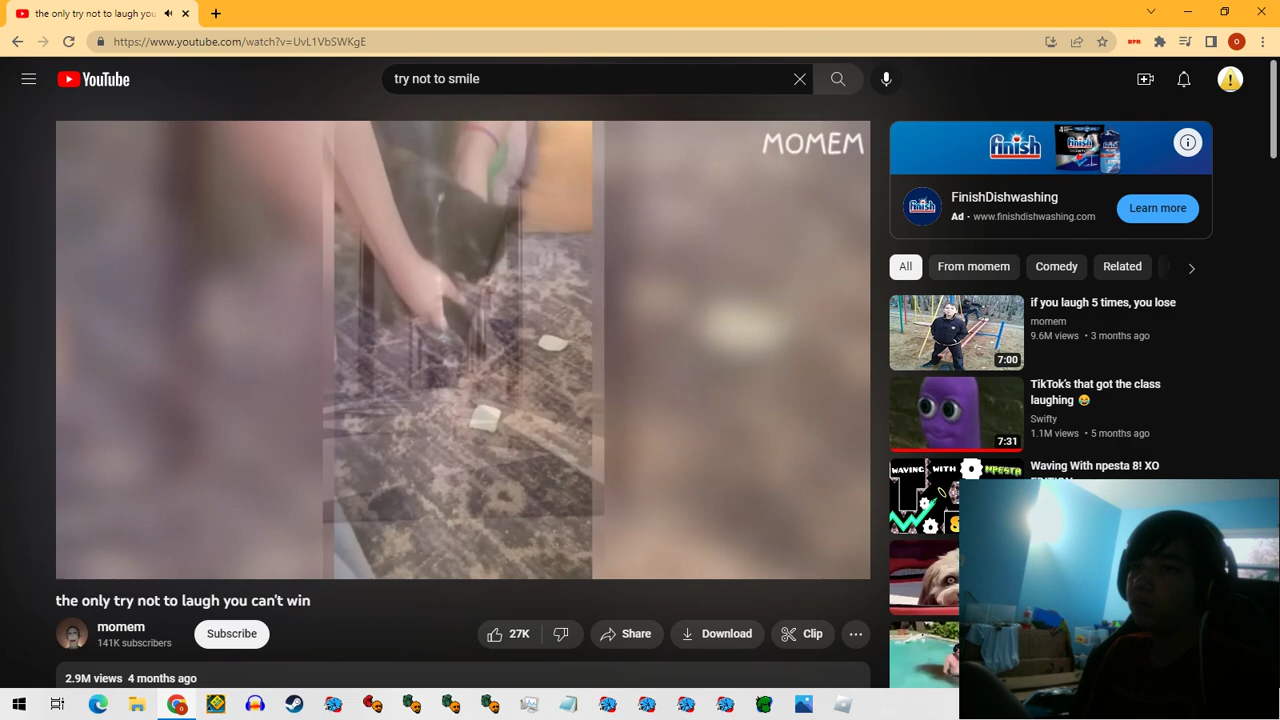 the only try not to laugh you
https://www.youtube.com/watch?v=UvL1VbSWKgE
YouTube
try not to smile
MOMEM
finish
FinishDishwashing
Ad • www.finishdishwashing.com
Learn more
All
From momem
Comedy
Related
if you laugh 5 times, you lose
momem
9.6M views • 3 months ago
7:00
TikTok's that got the class
laughing 😂
Swifty
1.1M views • 5 months ago
7:31
Waving With npesta 8! XO
WAVING WITH NPESTA
the only try not to laugh you can't win
momem
141K subscribers
Subscribe
27K
Share
Download
Clip
2.9M views 4 months ago